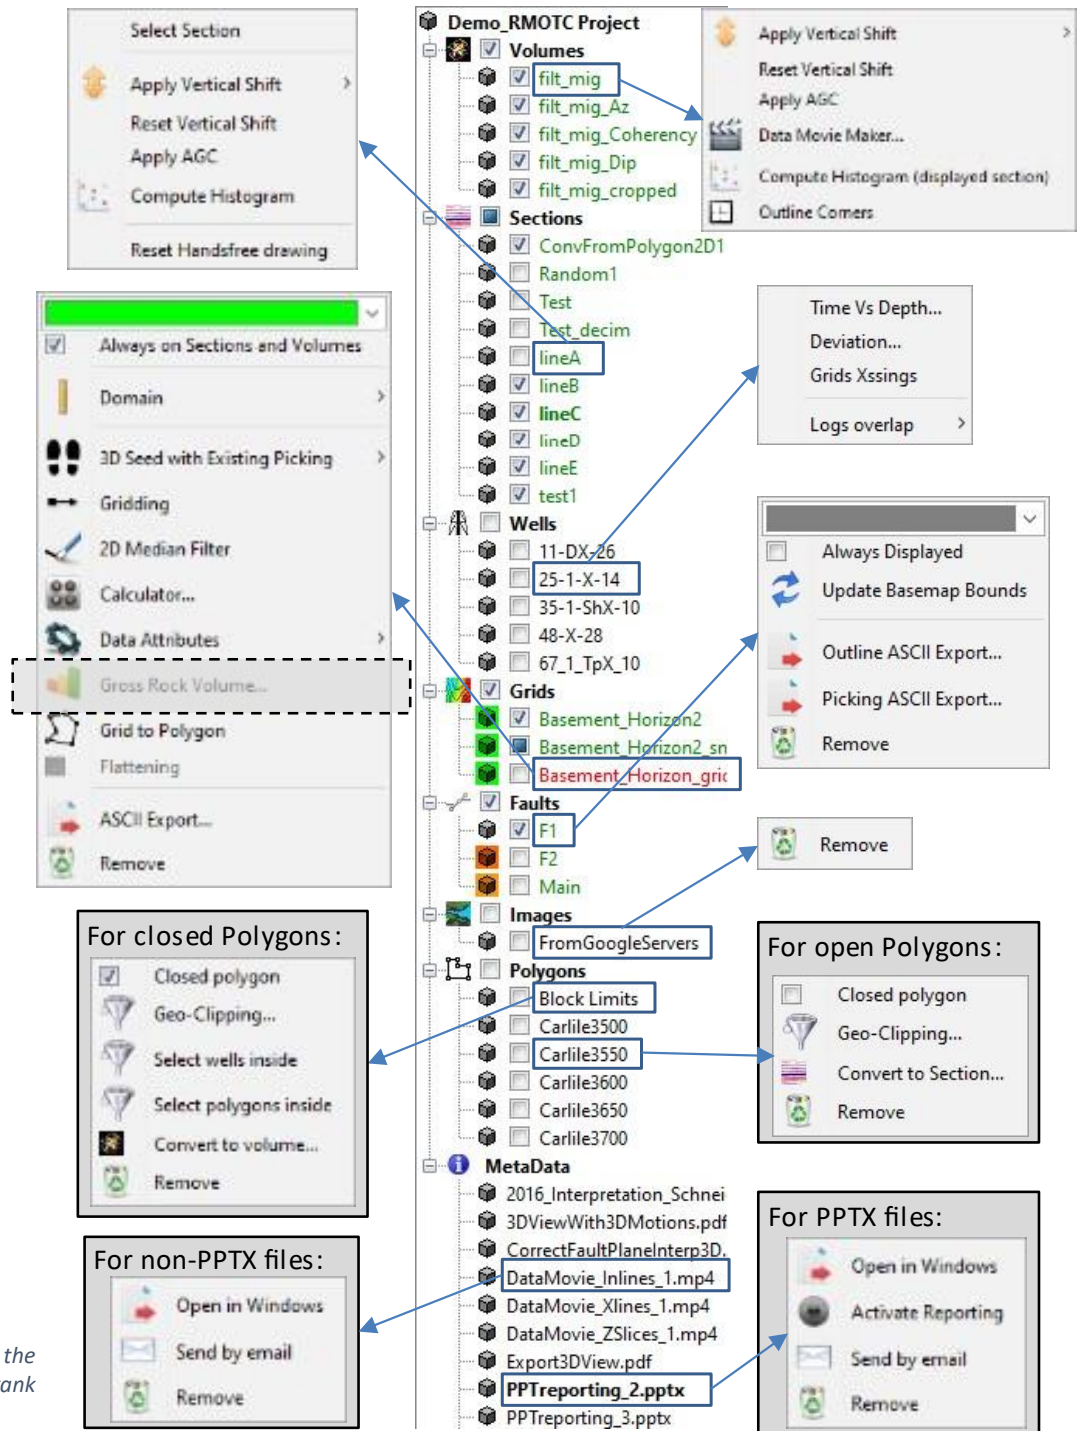 Select Section
Apply Vertical Shift
Reset Vertical Shift
Apply AGC
Compute Histogram
Reset Handsfree drawing
Always on Sections and Volumes
Domain
3D Seed with Existing Picking
Gridding
2D Median Filter
Calculator...
Data Attributes
Gross Rock Volume...
Grid to Polygon
Flattening
ASCII Export...
Remove
For closed Polygons:
Closed polygon
Geo-Clipping...
Select wells inside
Select polygons inside
Convert to volume...
Remove
For non-PPTX files:
Open in Windows
Send by email
Remove
the
rank
Demo_RMOTC Project
Volumes
filt_mig
filt_mig_Az
filt_mig_Coherency
filt_mig_Dip
filt_mig_cropped
Sections
ConvFromPolygon2D1
Random1
Test
Test_decim
lineA
lineB
lineC
lineD
lineE
test1
Wells
11-DX-26
25-1-X-14
35-1-ShX-10
48-X-28
67_1_TpX_10
Grids
Basement_Horizon2
Basement_Horizon2_sn
Basement_Horizon_gric
Faults
F1
F2
Main
Images
FromGoogleServers
Polygons
Block Limits
Carlile3500
Carlile3550
Carlile3600
Carlile3650
Carlile3700
MetaData
2016_Interpretation_Schnei
3DViewWith3DMotions.pdf
CorrectFaultPlaneInterp3D.
DataMovie_Inlines_1.mp4
DataMovie_Xlines_1.mp4
DataMovie_ZSlices_1.mp4
Export3DView.pdf
PPTreporting_2.pptx
PPTreporting_3.pptx
Apply Vertical Shift
Reset Vertical Shift
Apply AGC
Data Movie Maker...
Compute Histogram (displayed section)
Outline Corners
Time Vs Depth...
Deviation...
Grids Xssings
Logs overlap
Always Displayed
Update Basemap Bounds
Outline ASCII Export...
Picking ASCII Export...
Remove
Remove
For open Polygons:
Closed polygon
Geo-Clipping...
Convert to Section...
Remove
For PPTX files:
Open in Windows
Activate Reporting
Send by email
Remove